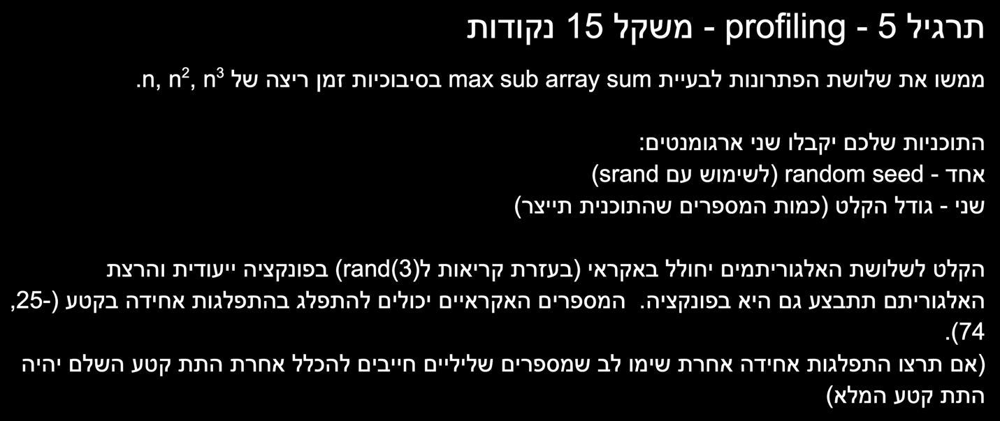 תרגיל 5 - profiling - משקל 15 נקודות
ממשו את שלושת הפתרונות לבעיית max sub array sum בסיבוכיות זמן ריצה של n, n², n³.
התוכניות שלכם יקבלו שני ארגומנטים:
אחד - random seed (לשימוש עם srand)
שני - גודל הקלט (כמות המספרים שהתוכנית תייצר)
הקלט לשלושת האלגוריתמים יחולל באקראי (בעזרת קריאות ל(3)rand) בפונקציה ייעודית והרצת
האלגוריתם תתבצע גם היא בפונקציה. המספרים האקראיים יכולים להתפלג בהתפלגות אחידה בקטע (-25,
74).
(אם תרצו התפלגות אחידה אחרת שימו לב שמספרים שליליים חייבים להכלל אחרת התת קטע השלם יהיה
התת קטע המלא)